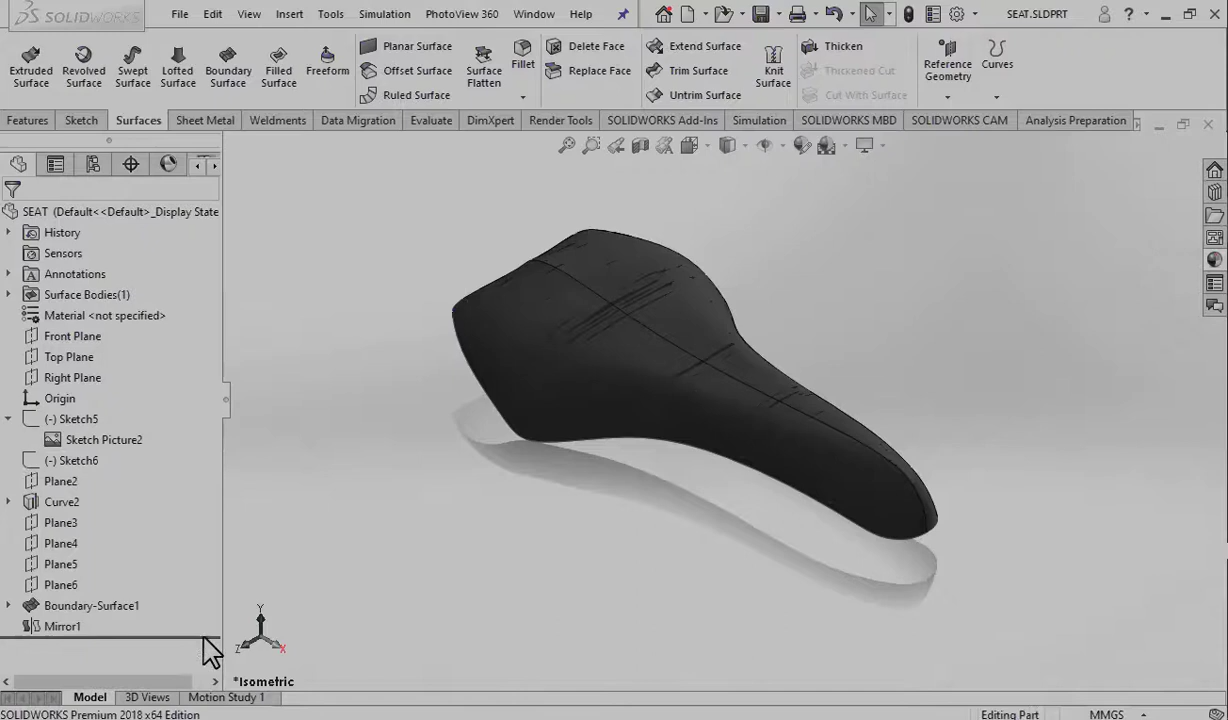 SOLIDWORKS File Edit View Insert Tools Simulation PhotoView 360 Window Help SEAT.SLDPRT ?
Extruded Surface
Revolved Surface
Swept Surface
Lofted Surface
Boundary Surface
Filled Surface
Freeform
Planar Surface
Offset Surface
Ruled Surface
Surface Flatten
Fillet
Delete Face
Replace Face
Extend Surface
Trim Surface
Untrim Surface
Knit Surface
Thicken
Thickened Cut
Cut With Surface
Reference Geometry
Curves
Features Sketch Surfaces Sheet Metal Weldments Data Migration Evaluate DimXpert Render Tools SOLIDWORKS Add-Ins Simulation SOLIDWORKS MBD SOLIDWORKS CAM Analysis Preparation
SEAT (Default<<Default>_Display State
History
Sensors
Annotations
Surface Bodies(1)
Material <not specified>
Front Plane
Top Plane
Right Plane
Origin
(-) Sketch5
Sketch Picture2
(-) Sketch6
Plane2
Curve2
Plane3
Plane4
Plane5
Plane6
Boundary-Surface1
Mirror1
Y
Z X
*Isometric
Model 3D Views Motion Study 1
SOLIDWORKS Premium 2018 x64 Edition Editing Part MMGS